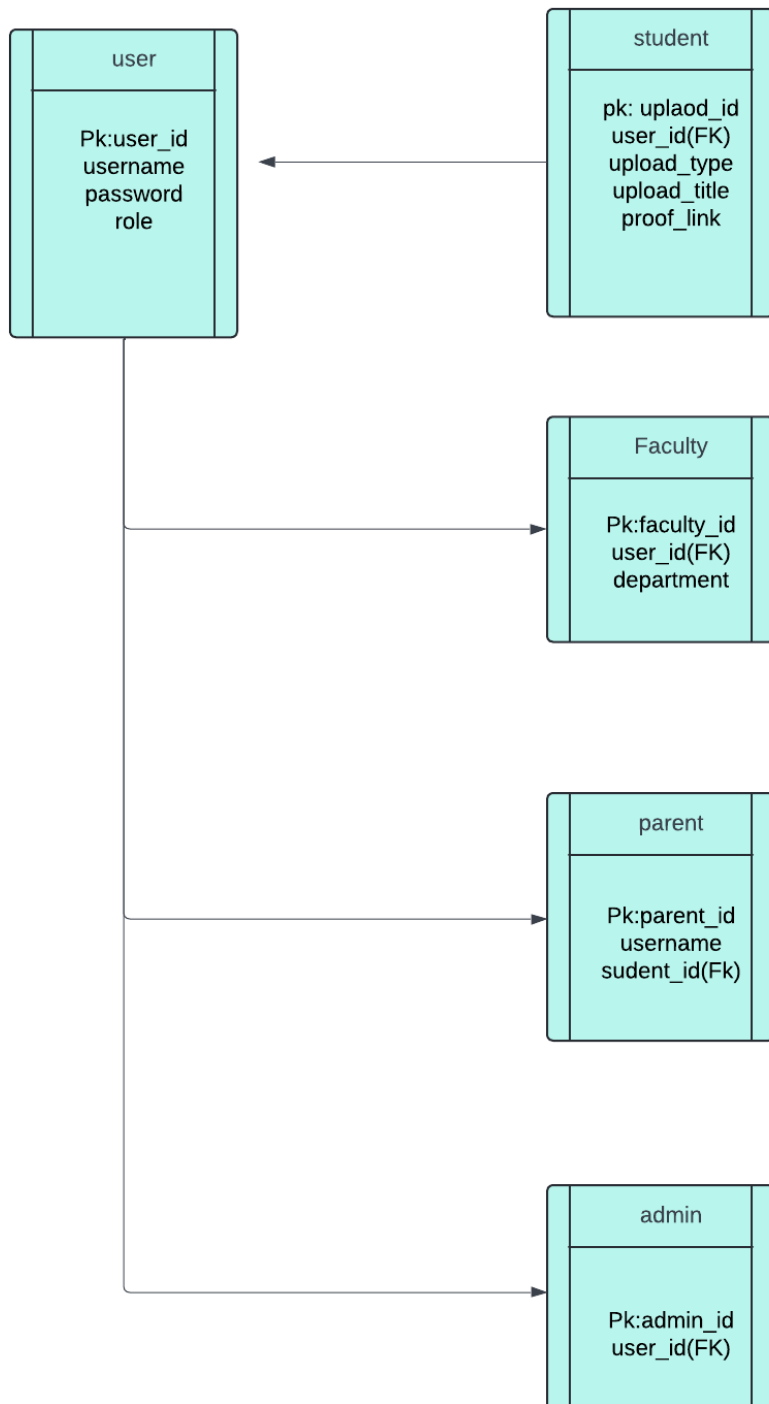 user
Pk:user_id
username
password
role
student
pk: uplaod_id
user_id(FK)
upload_type
upload_title
proof_link
Faculty
Pk:faculty_id
user_id(FK)
department
parent
Pk:parent_id
username
sudent_id(Fk)
admin
Pk:admin_id
user_id(FK)